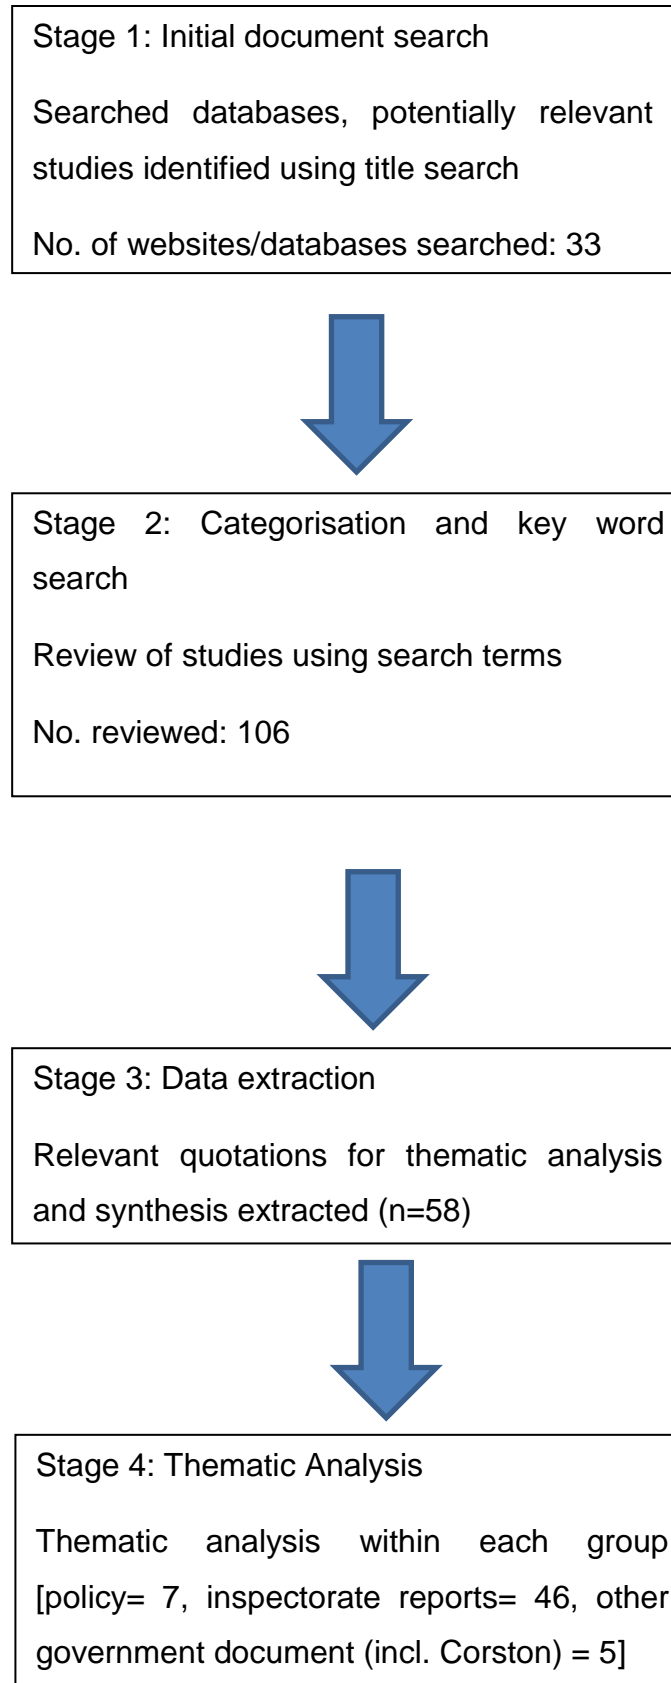 Stage 1: Initial document search
Searched databases, potentially relevant
studies identified using title search
No. of websites/databases searched: 33
Stage 2: Categorisation and key word
search
Review of studies using search terms
No. reviewed: 106
Stage 3: Data extraction
Relevant quotations for thematic analysis
and synthesis extracted (n=58)
Stage 4: Thematic Analysis
Thematic analysis within each group
[policy= 7, inspectorate reports= 46, other
government document (incl. Corston) = 5]